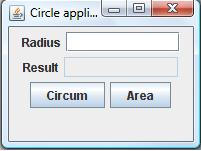 Circle appli...
Radius
Result
Circum Area